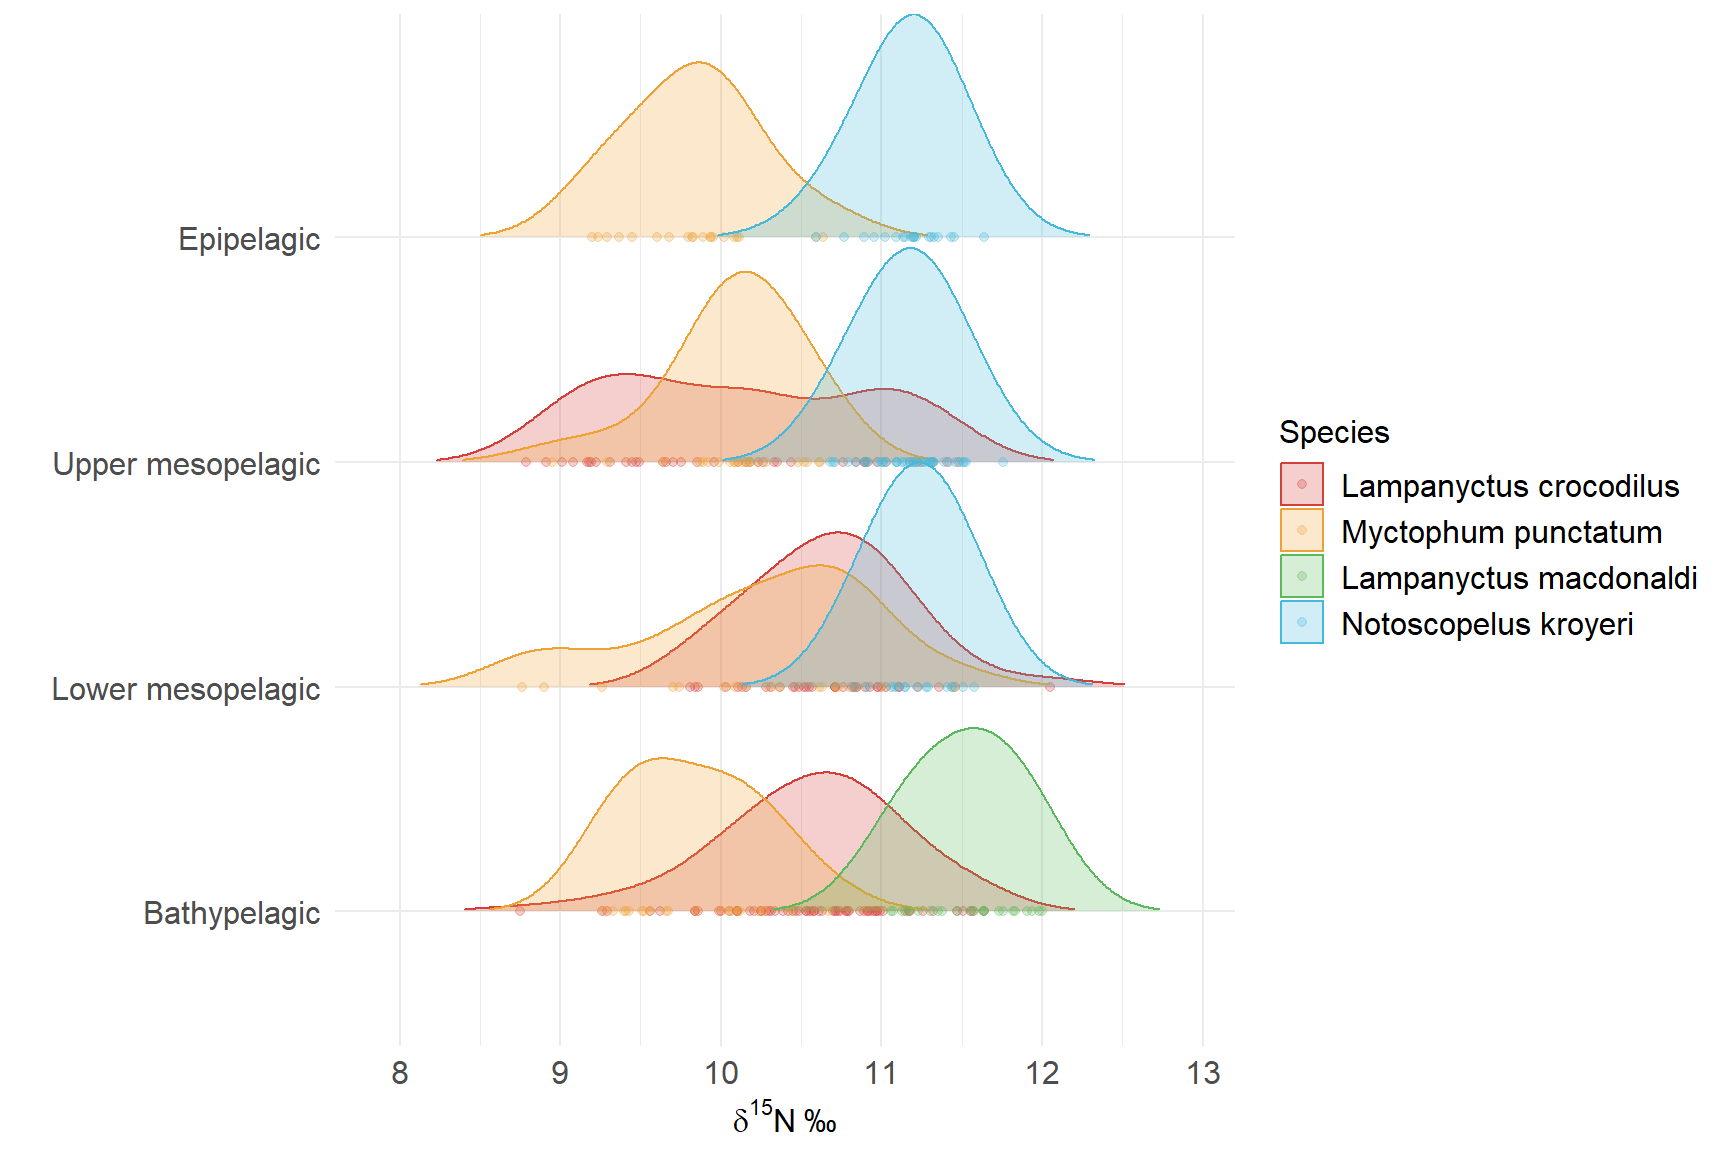 Epipelagic
Upper mesopelagic
Lower mesopelagic
Bathypelagic
8 9 10 11 12 13
δ¹⁵N ‰
Species
Lampanyctus crocodilus
Myctophum punctatum
Lampanyctus macdonaldi
Notoscopelus kroyeri